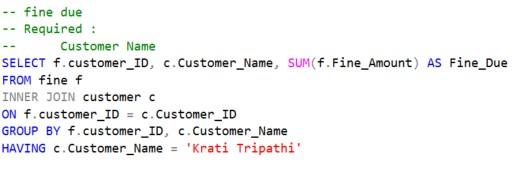 -- fine due
-- Required :
--      Customer Name
SELECT f.customer_ID, c.Customer_Name, SUM(f.Fine_Amount) AS Fine_Due
FROM fine f
INNER JOIN customer c
ON f.customer_ID = c.Customer_ID
GROUP BY f.customer_ID, c.Customer_Name
HAVING c.Customer_Name = 'Krati Tripathi'